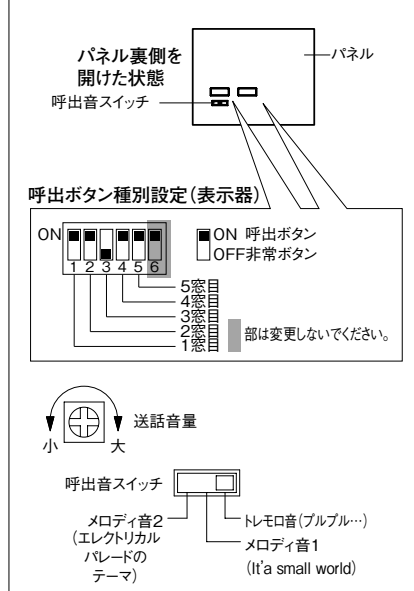 パネル裏側を
開けた状態
パネル
呼出音スイッチ
呼出ボタン種別設定(表示器)
ON
1 2 3 4 5 6
ON 呼出ボタン
OFF非常ボタン
5窓目
4窓目
3窓目
2窓目
1窓目
部は変更しないでください。
送話音量
小 大
呼出音スイッチ
メロディ音2
(エレクトリカル
パレードの
テーマ)
トレモロ音(プルプル…)
メロディ音1
(It'a small world)